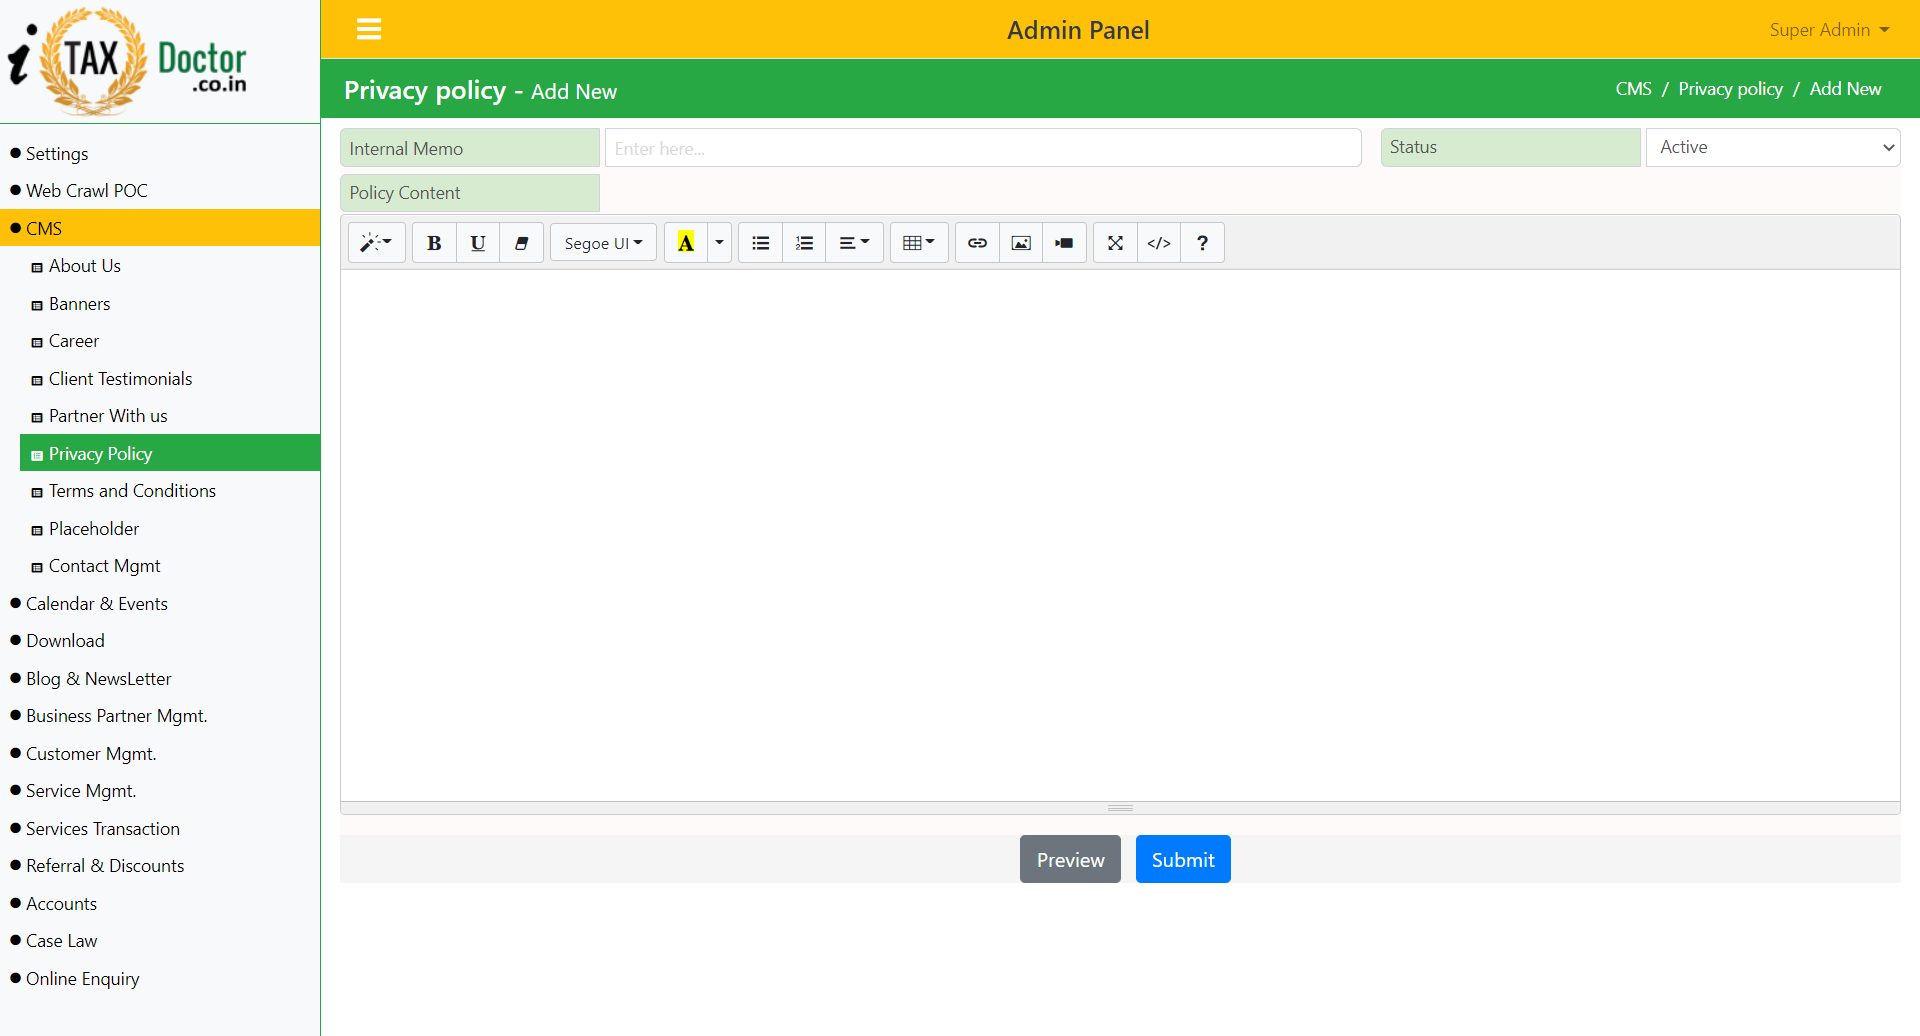 i TAX Doctor
.co.in
Admin Panel
Super Admin
Privacy policy - Add New
CMS / Privacy policy / Add New
Settings
Web Crawl POC
CMS
About Us
Banners
Career
Client Testimonials
Partner With us
Privacy Policy
Terms and Conditions
Placeholder
Contact Mgmt
Calendar & Events
Download
Blog & NewsLetter
Business Partner Mgmt.
Customer Mgmt.
Service Mgmt.
Services Transaction
Referral & Discounts
Accounts
Case Law
Online Enquiry
Internal Memo
Enter here...
Status
Active
Policy Content
B U Segoe UI A </> ?
Preview
Submit